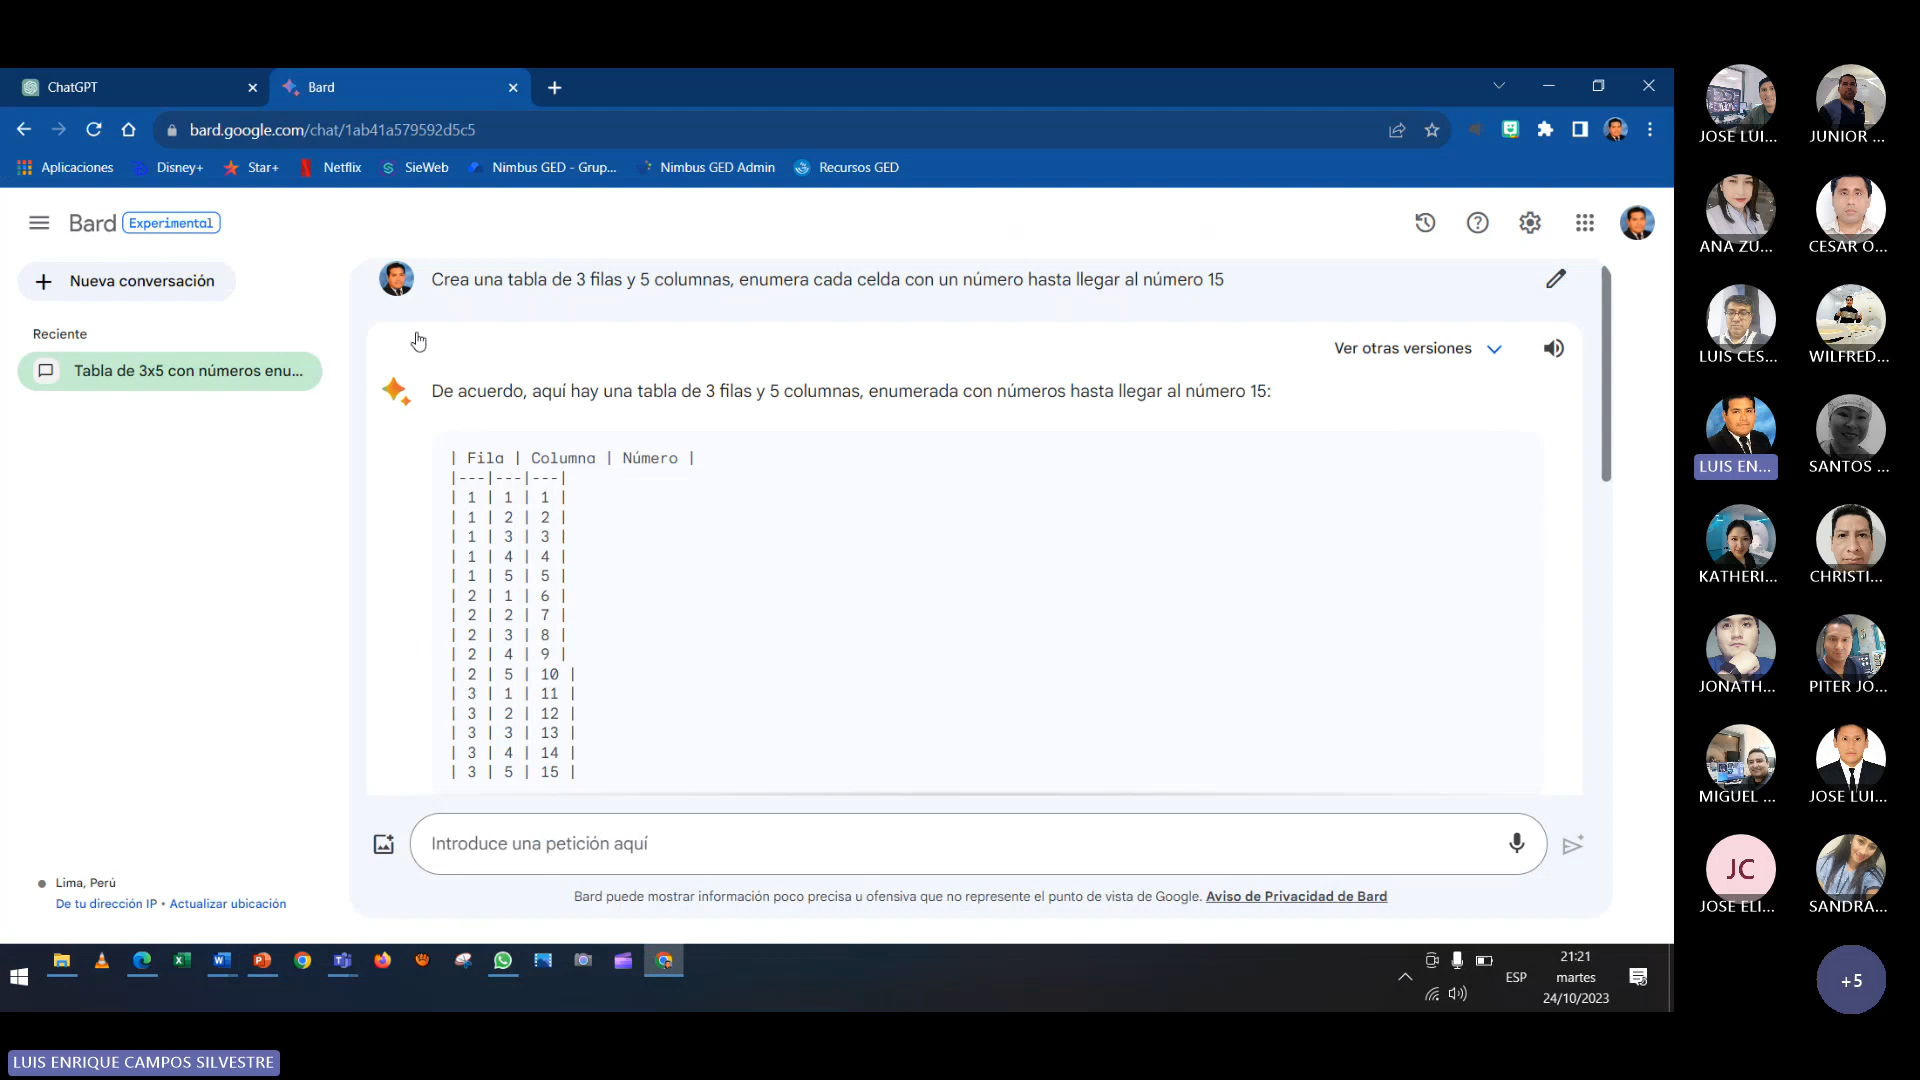 ChatGPT
Bard
bard.google.com/chat/1ab41a579592d5c5
Aplicaciones
Disney+
Star+
Netflix
SieWeb
Nimbus GED - Grup...
Nimbus GED Admin
Recursos GED
Bard Experimental
Nueva conversación
Reciente
Tabla de 3x5 con números enu...
Crea una tabla de 3 filas y 5 columnas, enumera cada celda con un número hasta llegar al número 15
Ver otras versiones
De acuerdo, aquí hay una tabla de 3 filas y 5 columnas, enumerada con números hasta llegar al número 15:
| Fila | Columna | Número |
|---|---|---|
| 1 | 1 | 1 |
| 1 | 2 | 2 |
| 1 | 3 | 3 |
| 1 | 4 | 4 |
| 1 | 5 | 5 |
| 2 | 1 | 6 |
| 2 | 2 | 7 |
| 2 | 3 | 8 |
| 2 | 4 | 9 |
| 2 | 5 | 10 |
| 3 | 1 | 11 |
| 3 | 2 | 12 |
| 3 | 3 | 13 |
| 3 | 4 | 14 |
| 3 | 5 | 15 |
Introduce una petición aquí
Bard puede mostrar información poco precisa u ofensiva que no represente el punto de vista de Google. Aviso de Privacidad de Bard
Lima, Perú
De tu dirección IP • Actualizar ubicación
ESP
21:21
martes
24/10/2023
JOSE LUI...
JUNIOR ...
ANA ZU...
CESAR O...
LUIS CES...
WILFRED...
LUIS EN...
SANTOS ...
KATHERI...
CHRISTI...
JONATH...
PITER JO...
MIGUEL ...
JOSE LUI...
JC
JOSE ELI...
SANDRA...
+5
LUIS ENRIQUE CAMPOS SILVESTRE